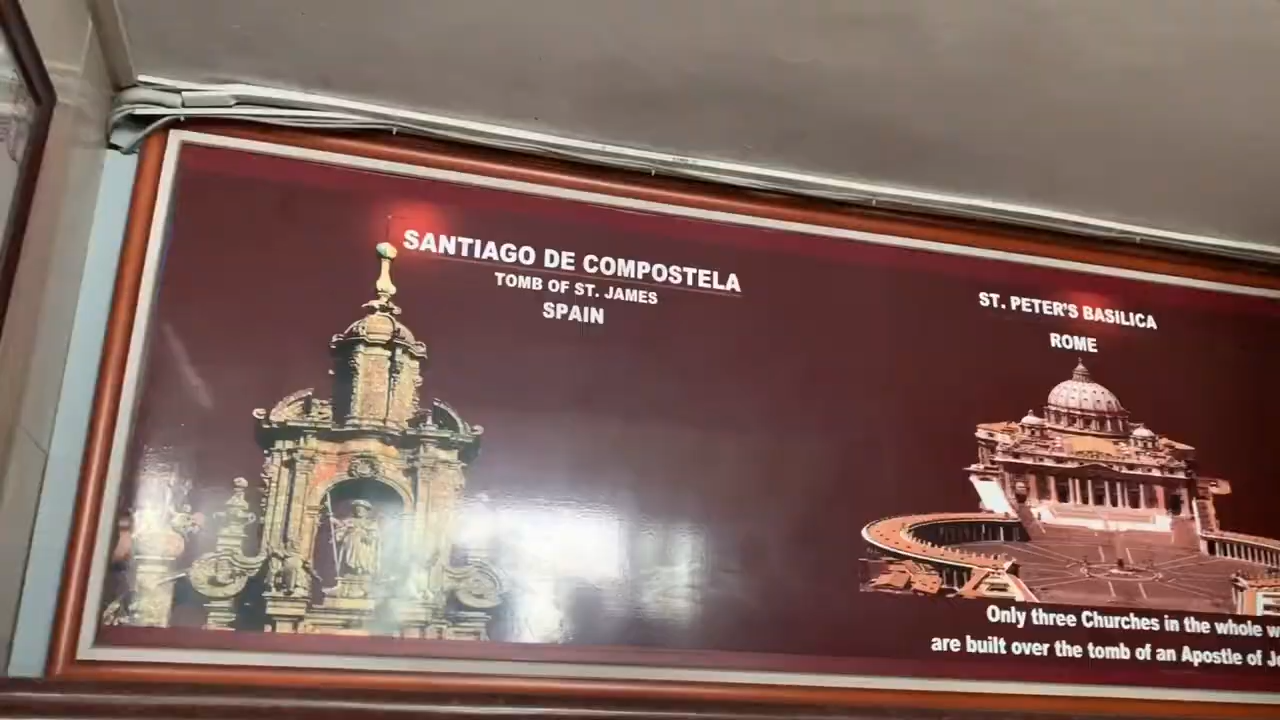 SANTIAGO DE COMPOSTELA
TOMB OF ST. JAMES
SPAIN
ST. PETER'S BASILICA
ROME
Only three Churches in the whole
are built over the tomb of an Apostle of